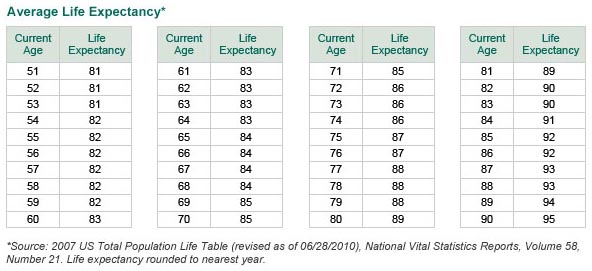 Average Life Expectancy*
Current Age Life Expectancy Current Age Life Expectancy Current Age Life Expectancy Current Age Life Expectancy
51 81 61 83 71 85 81 89
52 81 62 83 72 86 82 90
53 81 63 83 73 86 83 90
54 82 64 83 74 86 84 91
55 82 65 84 75 87 85 92
56 82 66 84 76 87 86 92
57 82 67 84 77 88 87 93
58 82 68 84 78 88 88 93
59 82 69 85 79 88 89 94
60 83 70 85 80 89 90 95
*Source: 2007 US Total Population Life Table (revised as of 06/28/2010), National Vital Statistics Reports, Volume 58,
Number 21. Life expectancy rounded to nearest year.